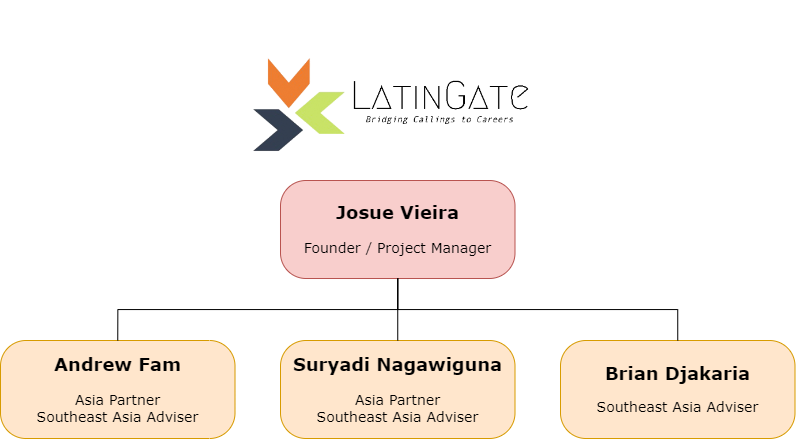 LATINGATE
Bridging Callings to Careers
Josue Vieira
Founder / Project Manager
Andrew Fam
Asia Partner
Southeast Asia Adviser
Suryadi Nagawiguna
Asia Partner
Southeast Asia Adviser
Brian Djakaria
Southeast Asia Adviser